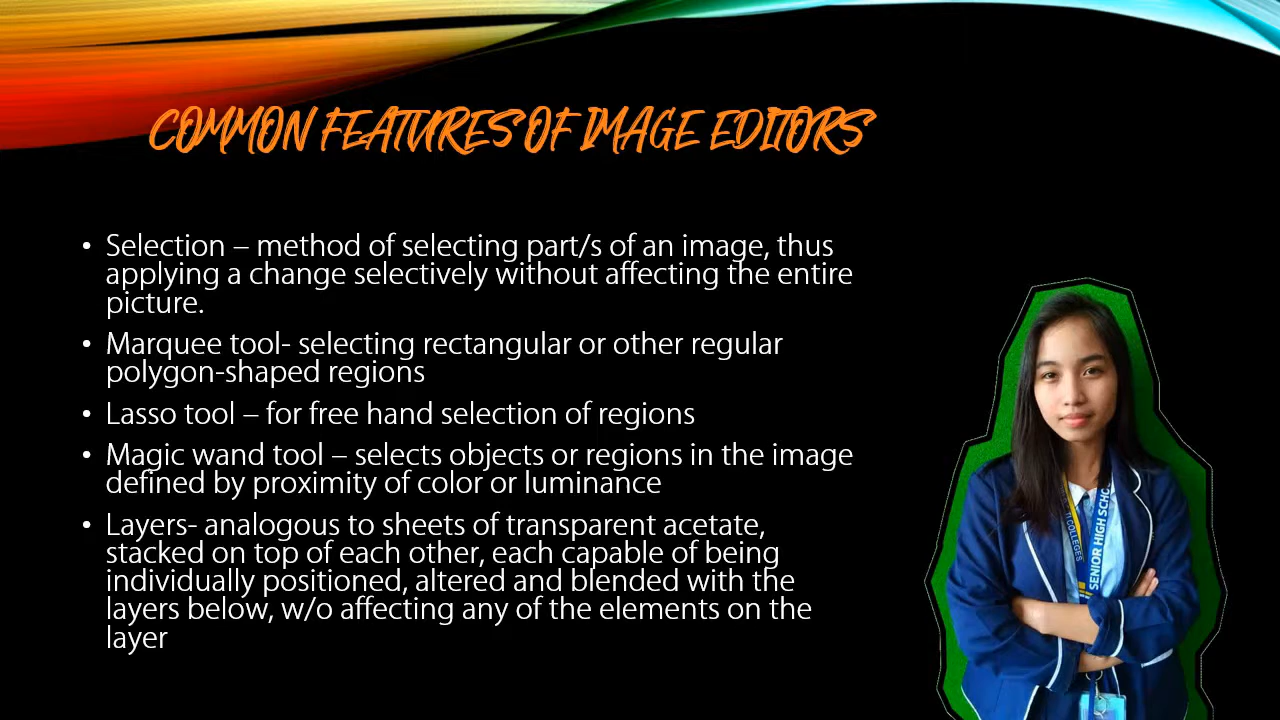 COMMON FEATURES OF IMAGE EDITORS
• Selection – method of selecting part/s of an image, thus
applying a change selectively without affecting the entire
picture.
• Marquee tool- selecting rectangular or other regular
polygon-shaped regions
• Lasso tool – for free hand selection of regions
• Magic wand tool – selects objects or regions in the image
defined by proximity of color or luminance
• Layers- analogous to sheets of transparent acetate,
stacked on top of each other, each capable of being
individually positioned, altered and blended with the
layers below, w/o affecting any of the elements on the
layer
COLLEGES
SENIOR HIGH SCHO